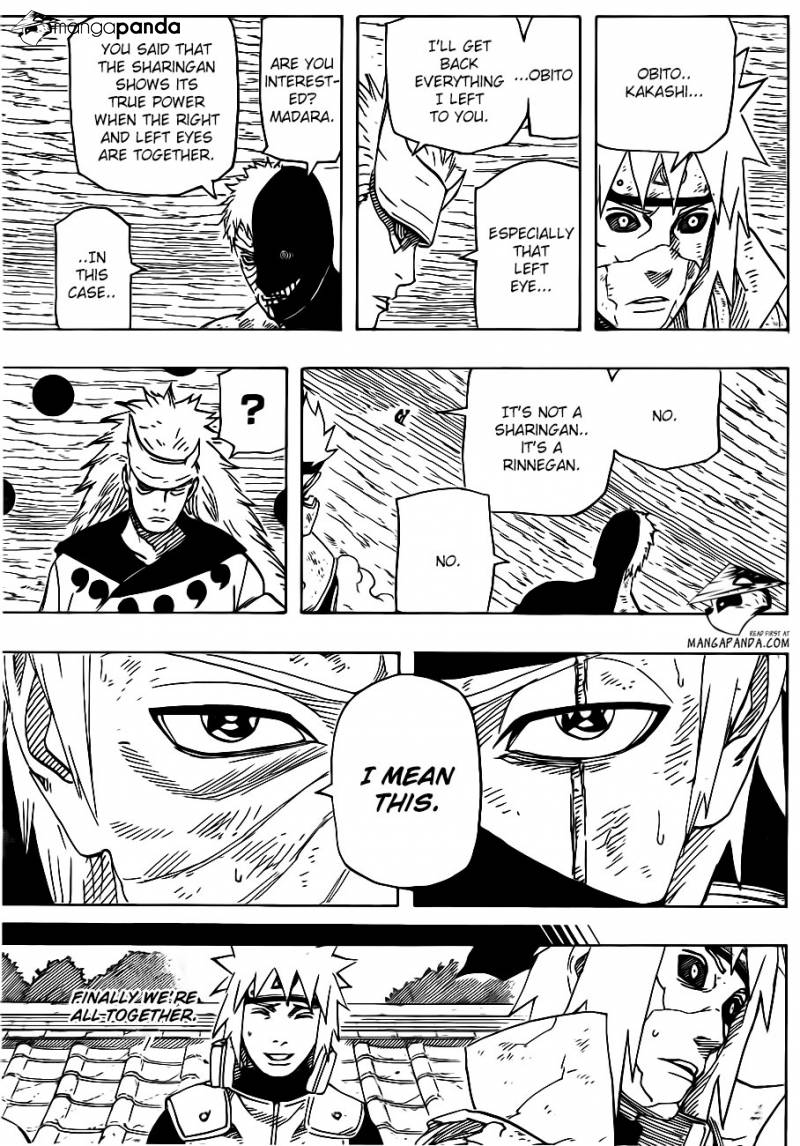 OBITO..
KAKASHI...
...OBITO
I'LL GET
BACK
EVERYTHING
I LEFT
TO YOU.
ESPECIALLY
THAT
LEFT
EYE...
ARE YOU
INTEREST-
ED?
MADARA.
YOU SAID THAT
THE SHARINGAN
SHOWS ITS
TRUE POWER
WHEN THE RIGHT
AND LEFT EYES
ARE TOGETHER.
..IN
THIS
CASE..
NO.
IT'S NOT A
SHARINGAN..
IT'S A
RINNEGAN.
NO.
?
I MEAN
THIS.
FINALLY WE'RE
ALL TOGETHER.
mangapanda
READ FIRST AT
MANGAPANDA.COM